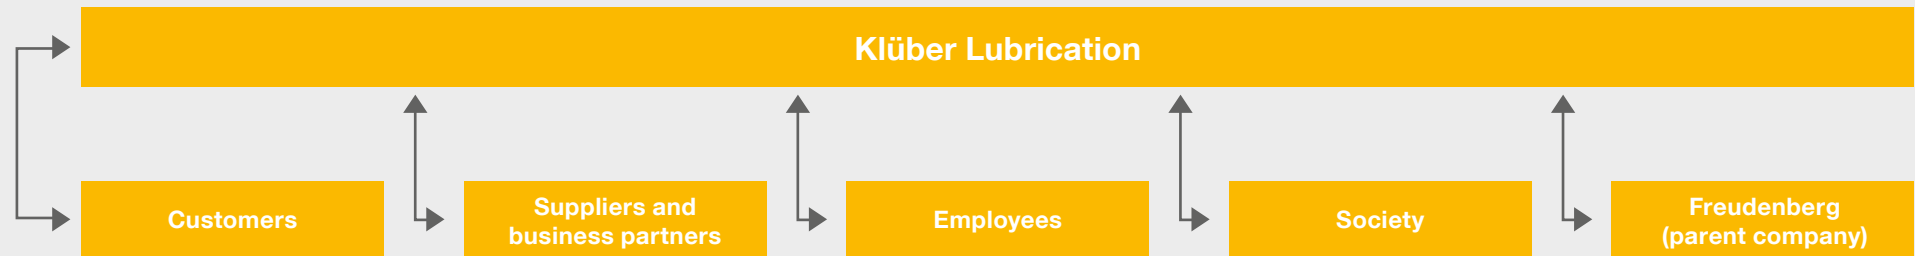 Klüber Lubrication
Customers
Suppliers and
business partners
Employees
Society
Freudenberg
(parent company)